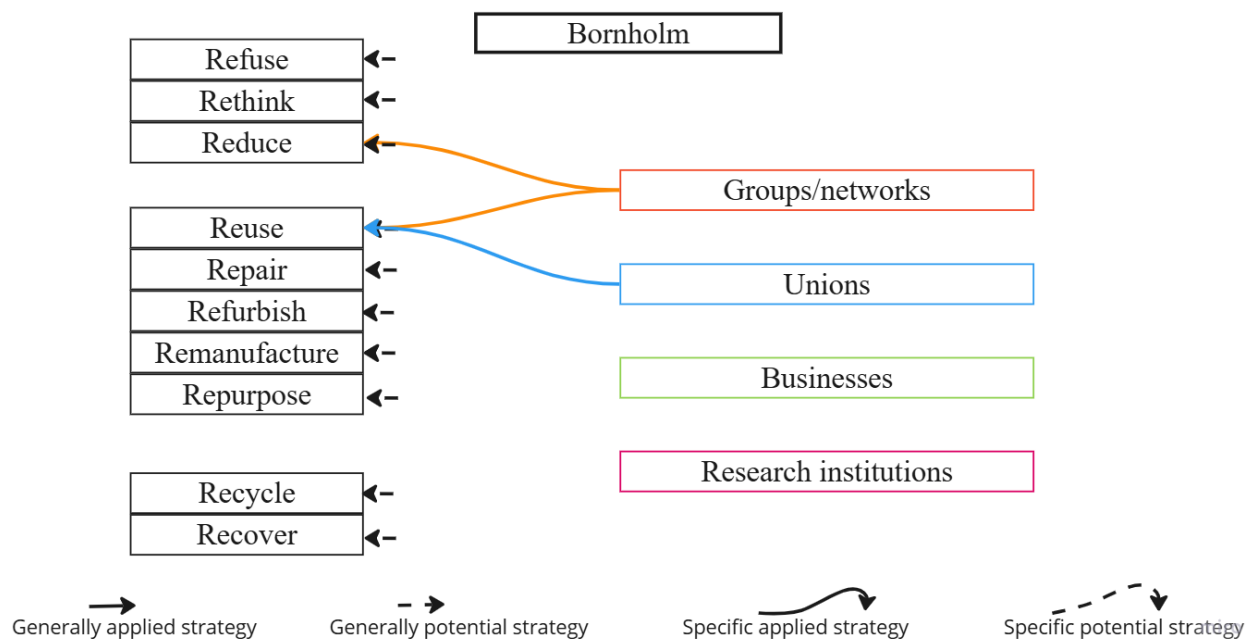 Bornholm
Refuse
Rethink
Reduce
Groups/networks
Reuse
Repair
Unions
Refurbish
Remanufacture
Businesses
Repurpose
Research institutions
Recycle
Recover
Generally applied strategy
Generally potential strategy
Specific applied strategy
Specific potential strategy